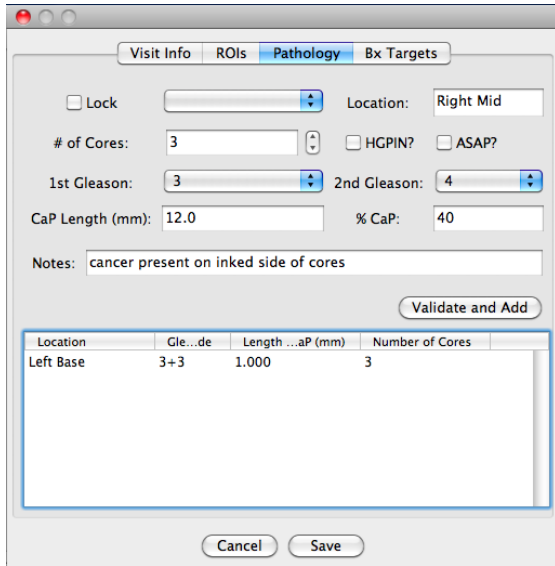 Visit Info ROIs Pathology Bx Targets
Lock Location: Right Mid
# of Cores: 3 HGPIN? ASAP?
1st Gleason: 3 2nd Gleason: 4
CaP Length (mm): 12.0 % CaP: 40
Notes: cancer present on inked side of cores
Validate and Add
Location Gle...de Length ...aP (mm) Number of Cores
Left Base 3+3 1.000 3
Cancel Save